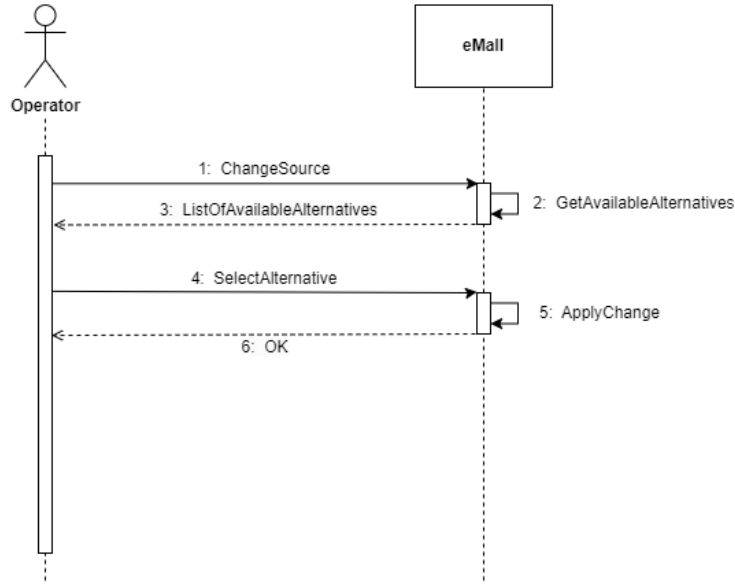 eMall
Operator
1: ChangeSource
2: GetAvailableAlternatives
3: ListOfAvailableAlternatives
4: SelectAlternative
5: ApplyChange
6: OK